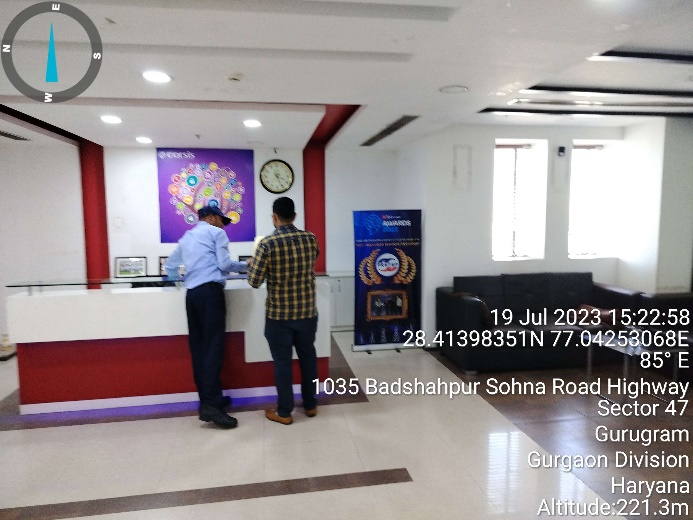 E
N
S
W
AWARDS
19 Jul 2023 15:22:58
28.41398351N 77.04253068E
85° E
1035 Badshahpur Sohna Road Highway
Sector 47
Gurugram
Gurgaon Division
Haryana
Altitude:221.3m